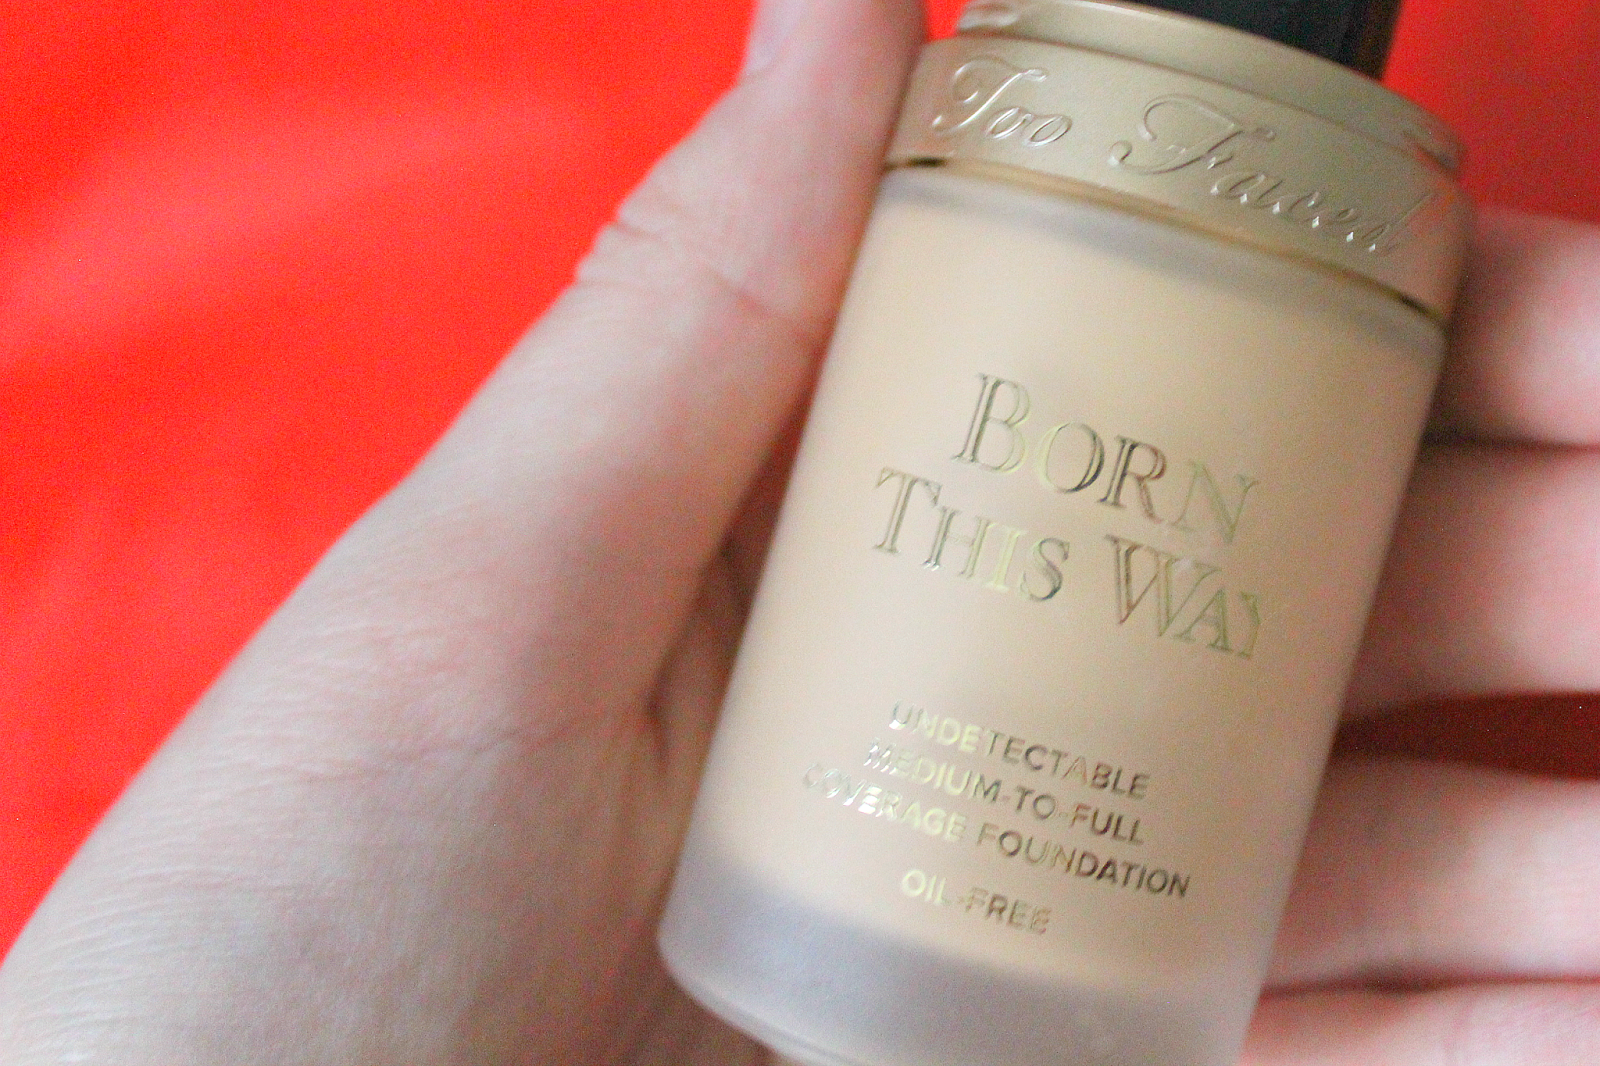 Too Faced
BORN
THIS WAY
UNDETECTABLE
MEDIUM-TO-FULL
COVERAGE FOUNDATION
OIL-FREE